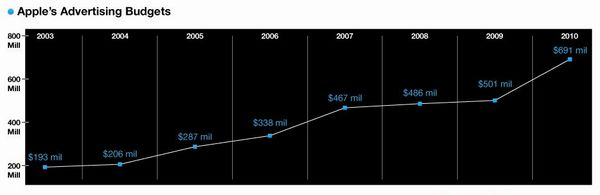 Apple's Advertising Budgets
2003 2004 2005 2006 2007 2008 2009 2010
800
Mill
600
Mill
400
Mill
200
Mill
$193 mil
$206 mil
$287 mil
$338 mil
$467 mil
$486 mil
$501 mil
$691 mil